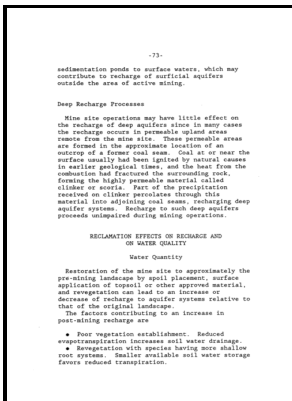 -73-
sedimentation ponds to surface waters, which may
contribute to recharge of surficial aquifers
outside the area of active mining.
Deep Recharge Processes
Mine site operations may have little effect on
the recharge of deep aquifers since in many cases
the recharge occurs in permeable upland areas
remote from the mine site. These permeable areas
are formed in the approximate location of an
outcrop of a former coal seam. Coal at or near the
surface usually had been ignited by natural causes
in earlier geological times, and the heat from the
combustion had fractured the surrounding rock,
forming the highly permeable material called
clinker or scoria. Part of the precipitation
received on clinker percolates through this
material into adjoining coal seams, recharging deep
aquifer systems. Recharge to such deep aquifers
proceeds unimpaired during mining operations.
RECLAMATION EFFECTS ON RECHARGE AND
ON WATER QUALITY
Water Quantity
Restoration of the mine site to approximately the
pre-mining landscape by spoil placement, surface
application of topsoil or other approved material,
and revegetation can lead to an increase or
decrease of recharge to aquifer systems relative to
that of the original landscape.
The factors contributing to an increase in
post-mining recharge are
● Poor vegetation establishment. Reduced
evapotranspiration increases soil water drainage.
● Revegetation with species having more shallow
root systems. Smaller available soil water storage
favors reduced transpiration.